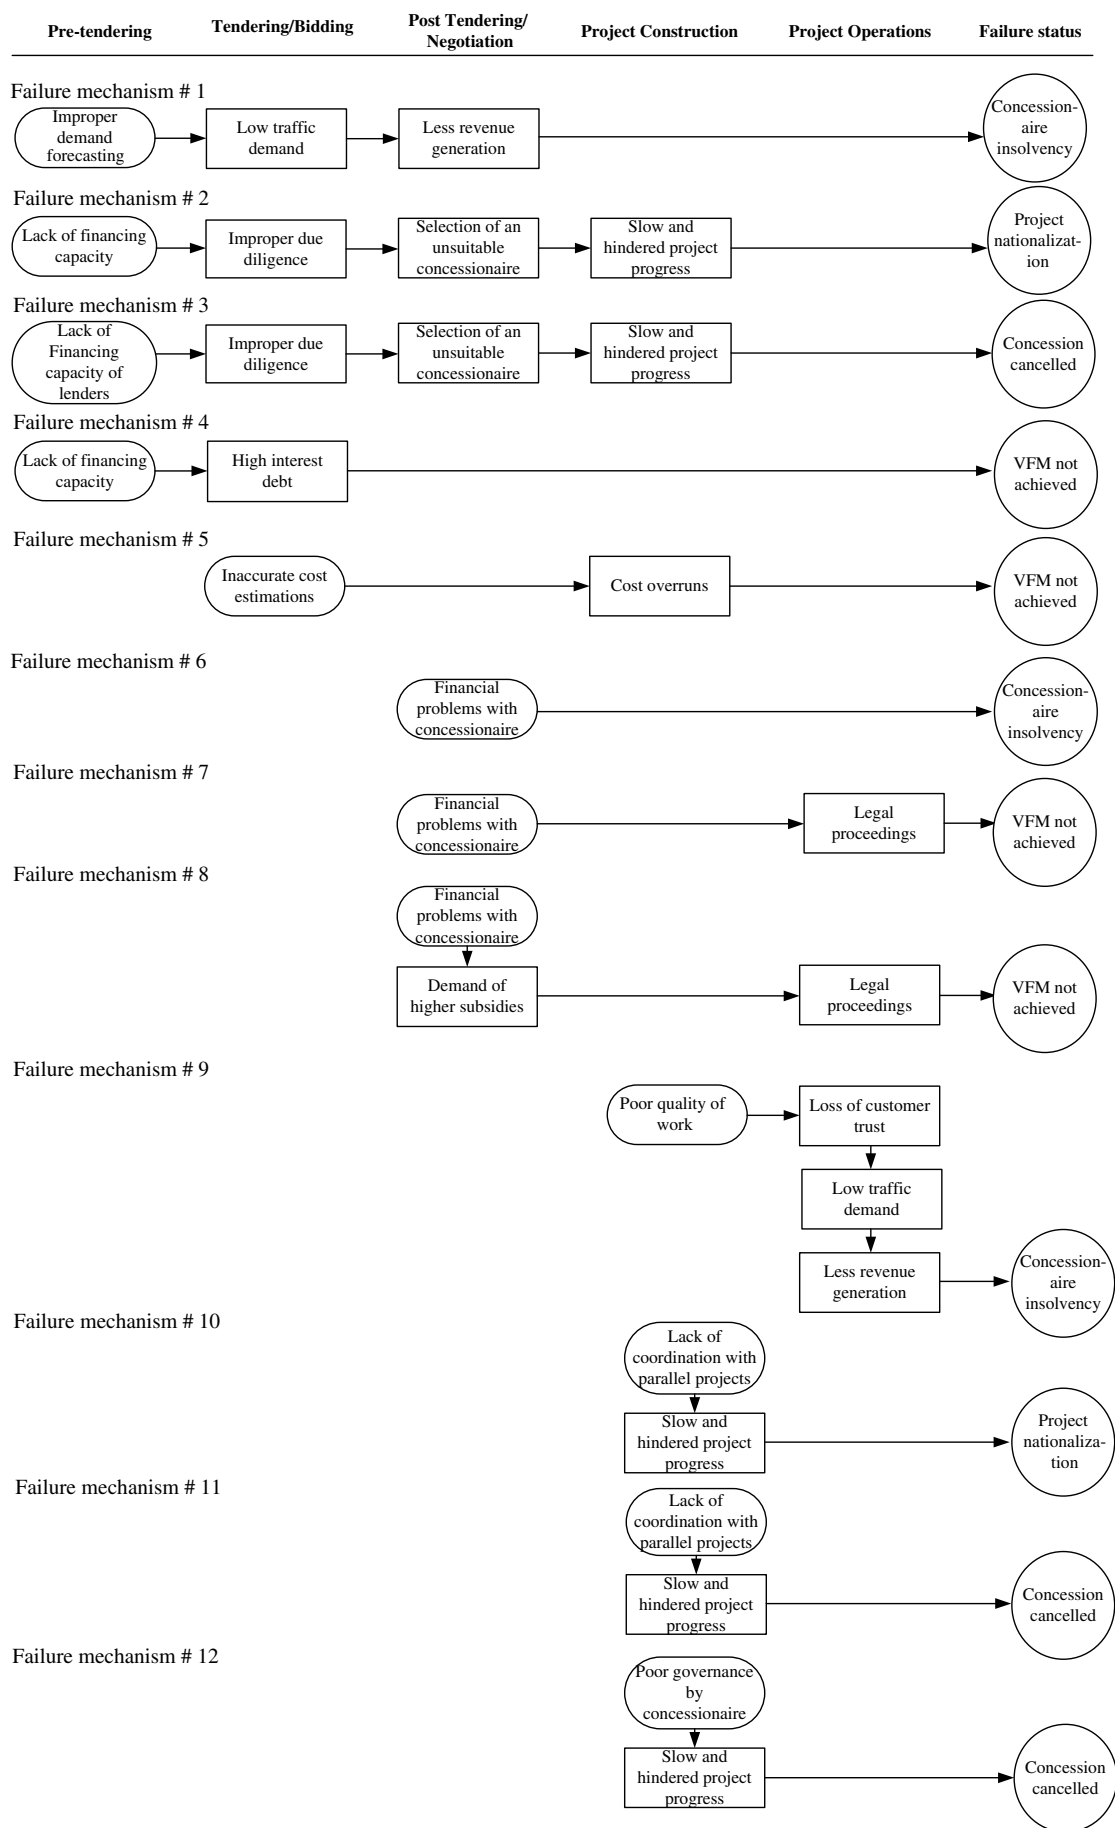 Pre-tendering
Tendering/Bidding
Post Tendering/
Negotiation
Project Construction
Project Operations
Failure status
Failure mechanism # 1
Improper
demand
forecasting
Low traffic
demand
Less revenue
generation
Concession-
aire
insolvency
Failure mechanism # 2
Lack of financing
capacity
Improper due
diligence
Selection of an
unsuitable
concessionaire
Slow and
hindered project
progress
Project
nationalizat-
ion
Failure mechanism # 3
Lack of
Financing
capacity of
lenders
Improper due
diligence
Selection of an
unsuitable
concessionaire
Slow and
hindered project
progress
Concession
cancelled
Failure mechanism # 4
Lack of financing
capacity
High interest
debt
VFM not
achieved
Failure mechanism # 5
Inaccurate cost
estimations
Cost overruns
VFM not
achieved
Failure mechanism # 6
Financial
problems with
concessionaire
Concession-
aire
insolvency
Failure mechanism # 7
Financial
problems with
concessionaire
Legal
proceedings
VFM not
achieved
Failure mechanism # 8
Financial
problems with
concessionaire
Demand of
higher subsidies
Legal
proceedings
VFM not
achieved
Failure mechanism # 9
Poor quality of
work
Loss of customer
trust
Low traffic
demand
Less revenue
generation
Concession-
aire
insolvency
Failure mechanism # 10
Lack of
coordination with
parallel projects
Slow and
hindered project
progress
Project
nationaliza-
tion
Failure mechanism # 11
Lack of
coordination with
parallel projects
Slow and
hindered project
progress
Concession
cancelled
Failure mechanism # 12
Poor governance
by
concessionaire
Slow and
hindered project
progress
Concession
cancelled